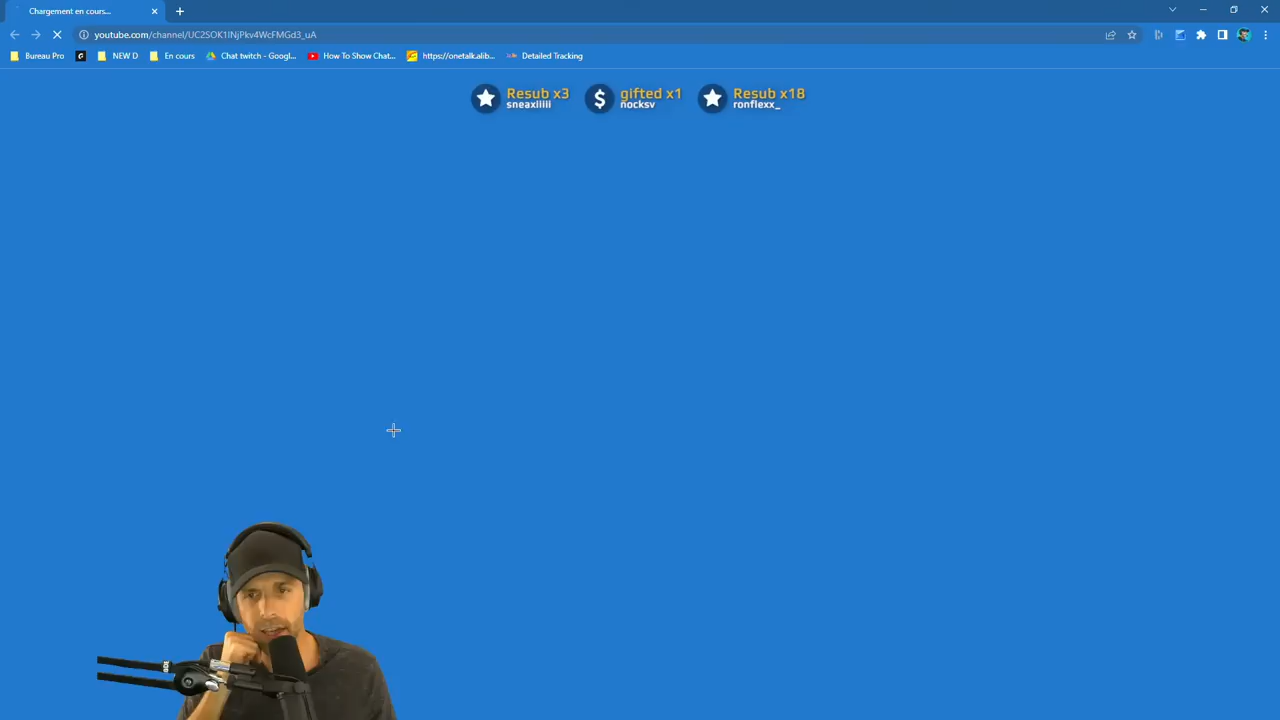 Chargement en cours...
youtube.com/channel/UC2SOK1INjPkv4WcFMGd3_uA
Bureau Pro
NEW D
En cours
Chat twitch - Googl...
How To Show Chat...
https://onetalk.alib...
Detailed Tracking
Resub x3 gifted x1 Resub x18
sneaxiiiii nocksv ronflexx_